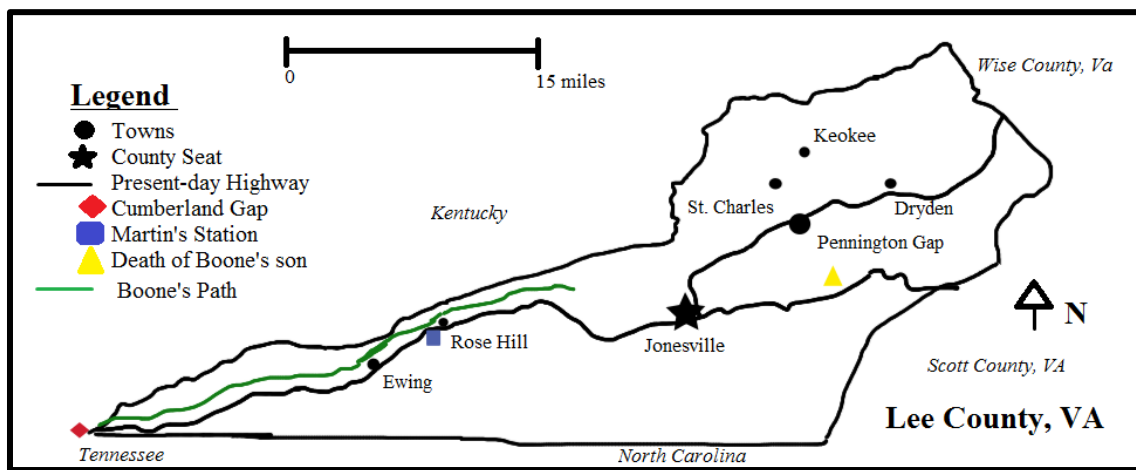 0
15 miles
Wise County, Va
Legend
Towns
County Seat
Present-day Highway
Cumberland Gap
Martin's Station
Death of Boone's son
Boone's Path
Keokee
Kentucky
St. Charles
Dryden
Pennington Gap
N
Rose Hill
Jonesville
Scott County, VA
Ewing
Lee County, VA
Tennessee
North Carolina